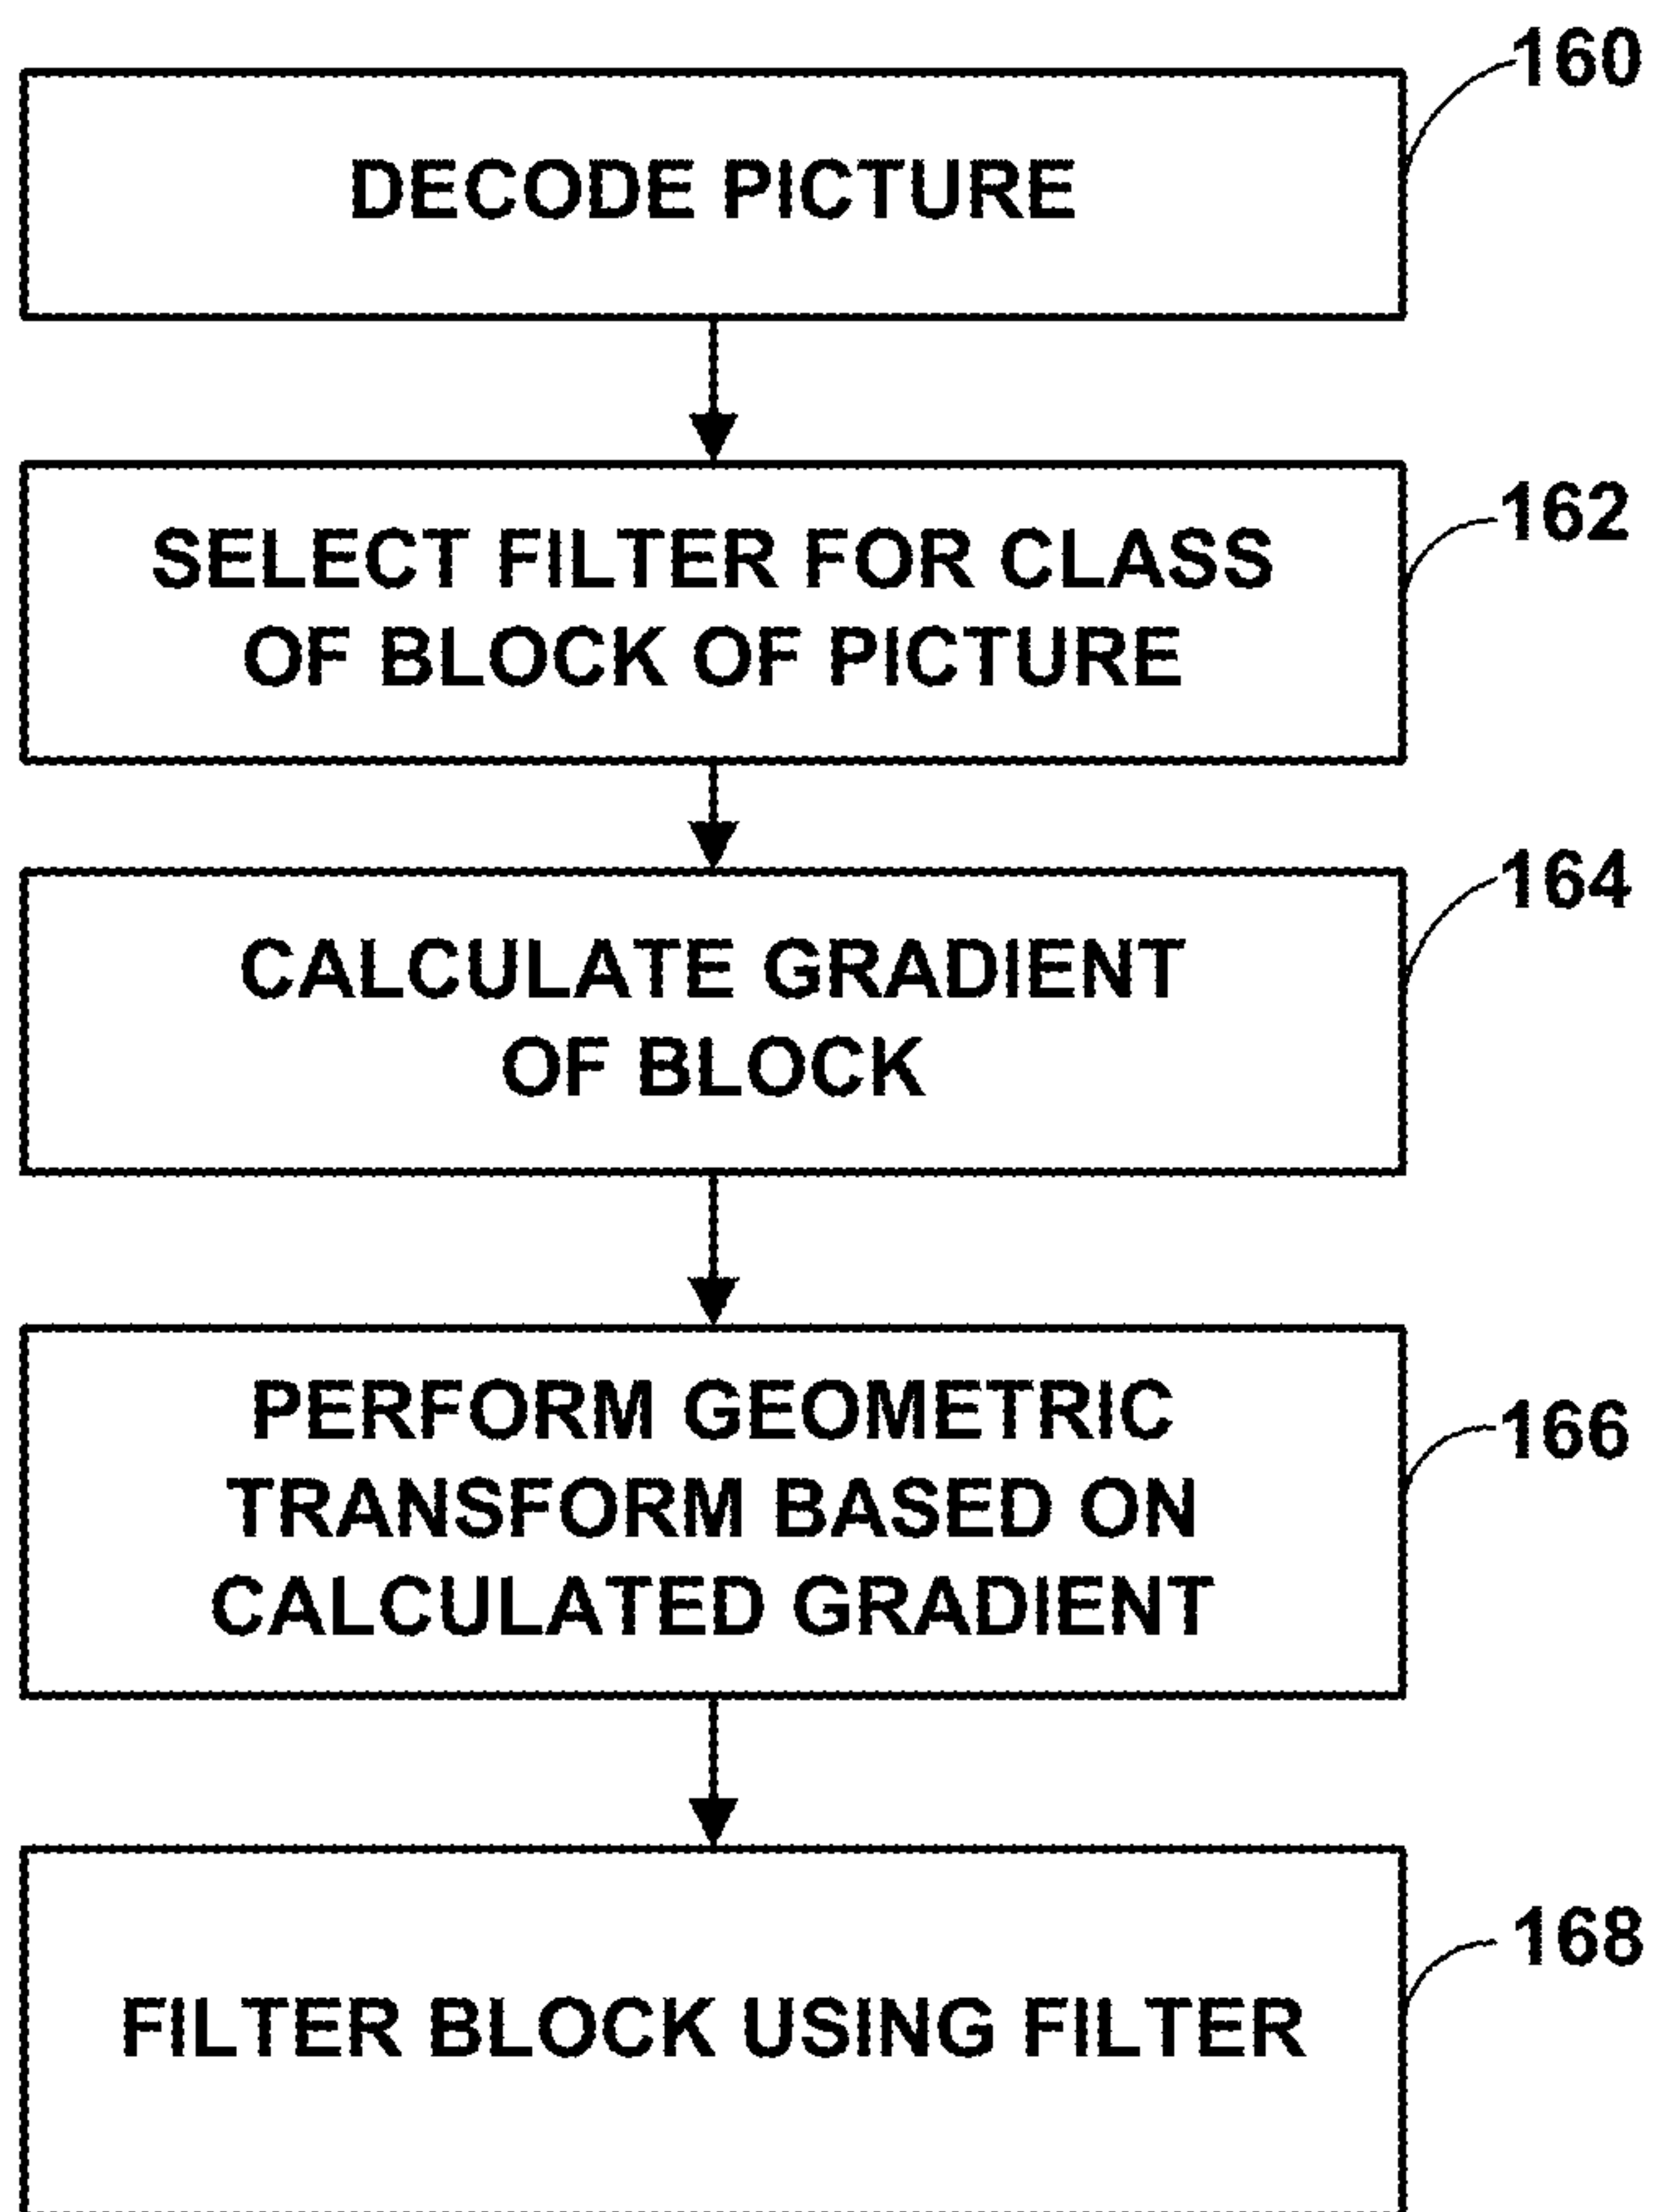 160
DECODE PICTURE
162
SELECT FILTER FOR CLASS
OF BLOCK OF PICTURE
164
CALCULATE GRADIENT
OF BLOCK
166
PERFORM GEOMETRIC
TRANSFORM BASED ON
CALCULATED GRADIENT
168
FILTER BLOCK USING FILTER